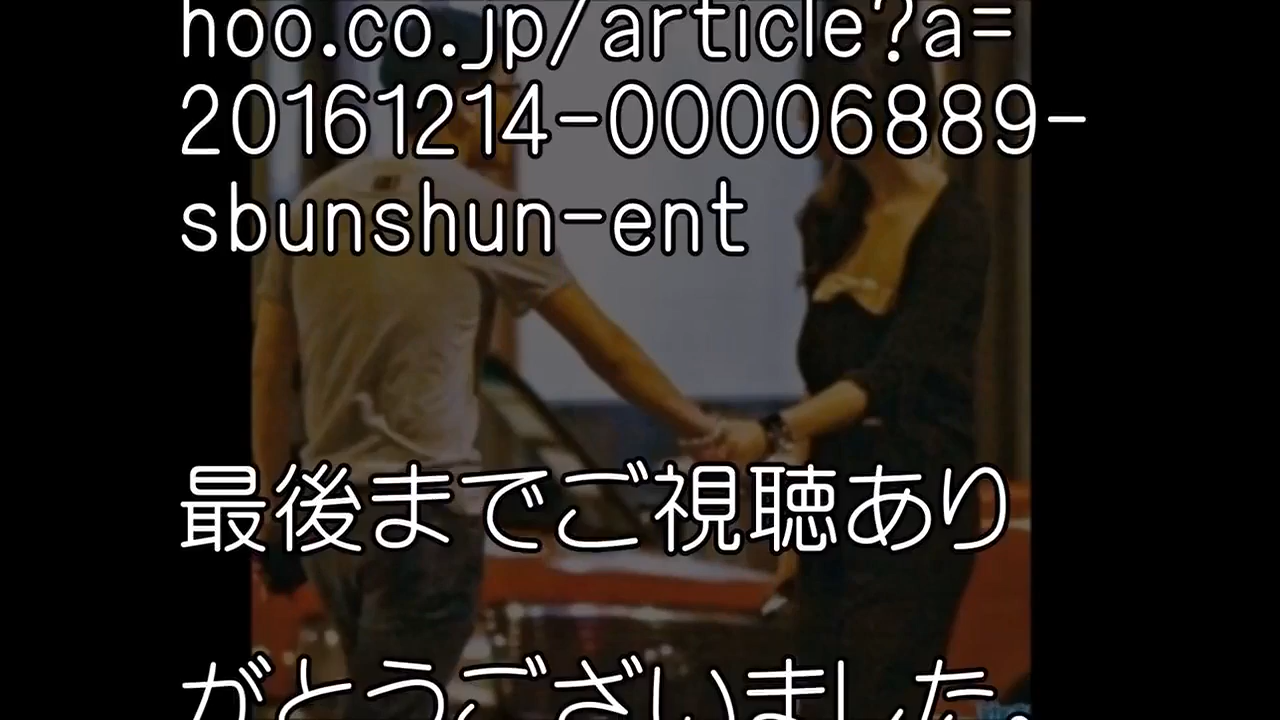 hoo.co.jp/article?a=
20161214-00006889-
sbunshun-ent
最後までご視聴あり
がとうございました。